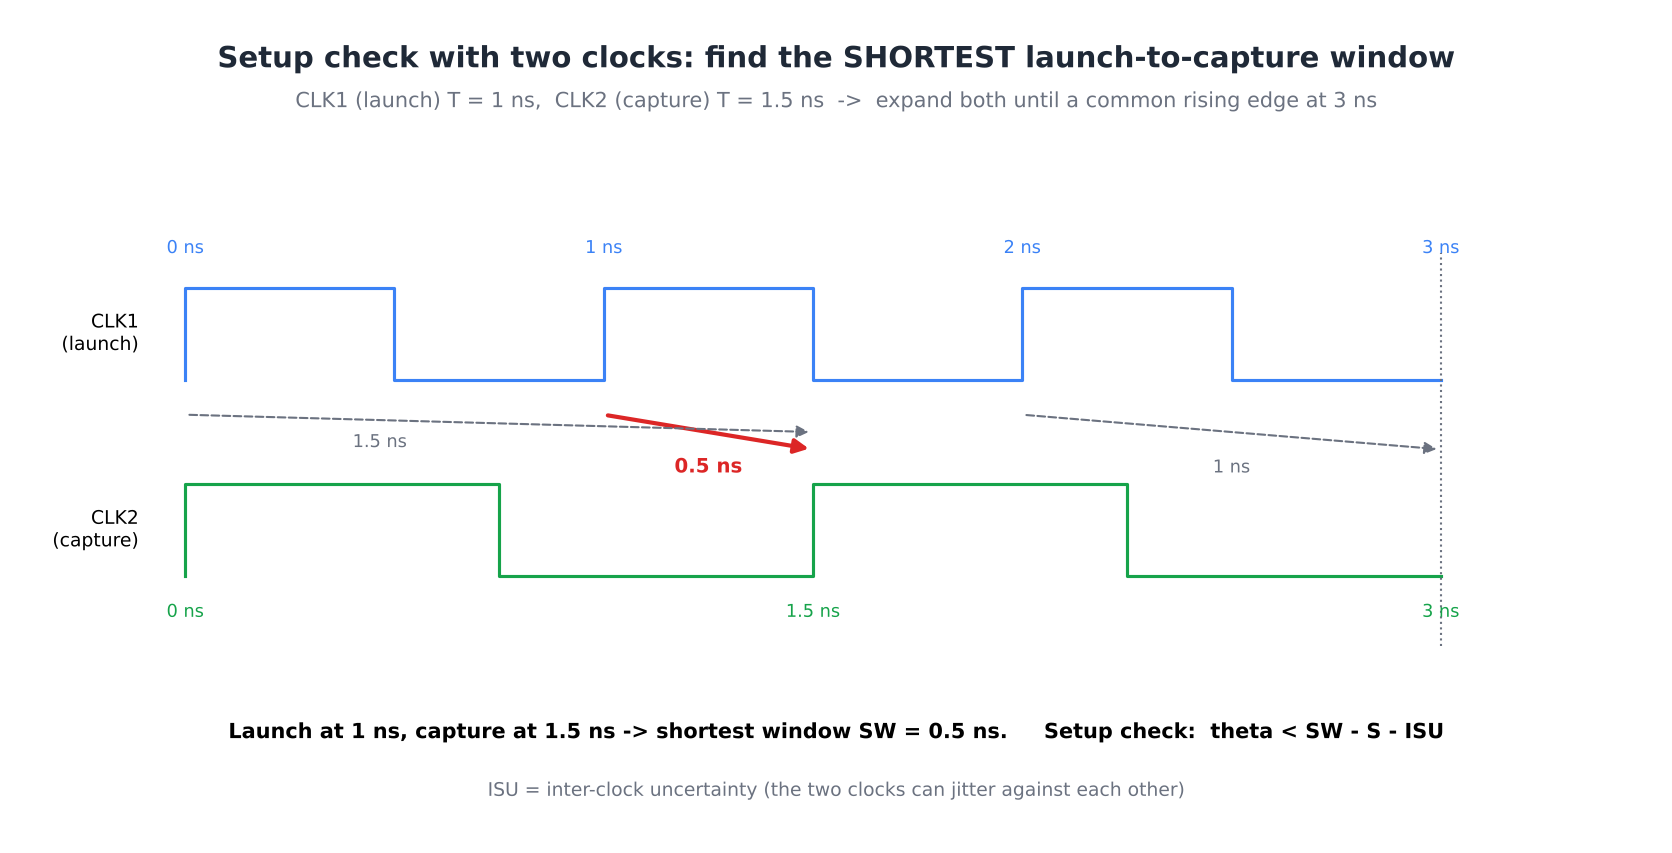 Setup check with two clocks: find the SHORTEST launch-to-capture window
CLK1 (launch) T = 1 ns,  CLK2 (capture) T = 1.5 ns  ->  expand both until a common rising edge at 3 ns
0 ns
1 ns
2 ns
3 ns
CLK1
(launch)
1.5 ns
0.5 ns
1 ns
CLK2
(capture)
0 ns
1.5 ns
3 ns
Launch at 1 ns, capture at 1.5 ns -> shortest window SW = 0.5 ns.     Setup check:  theta < SW - S - ISU
ISU = inter-clock uncertainty (the two clocks can jitter against each other)